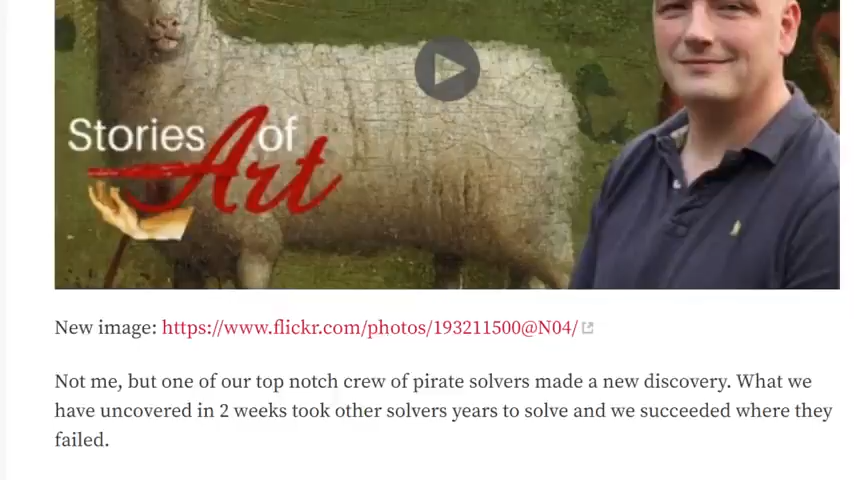 Stories of
Art
New image: https://www.flickr.com/photos/193211500@N04/
Not me, but one of our top notch crew of pirate solvers made a new discovery. What we
have uncovered in 2 weeks took other solvers years to solve and we succeeded where they
failed.